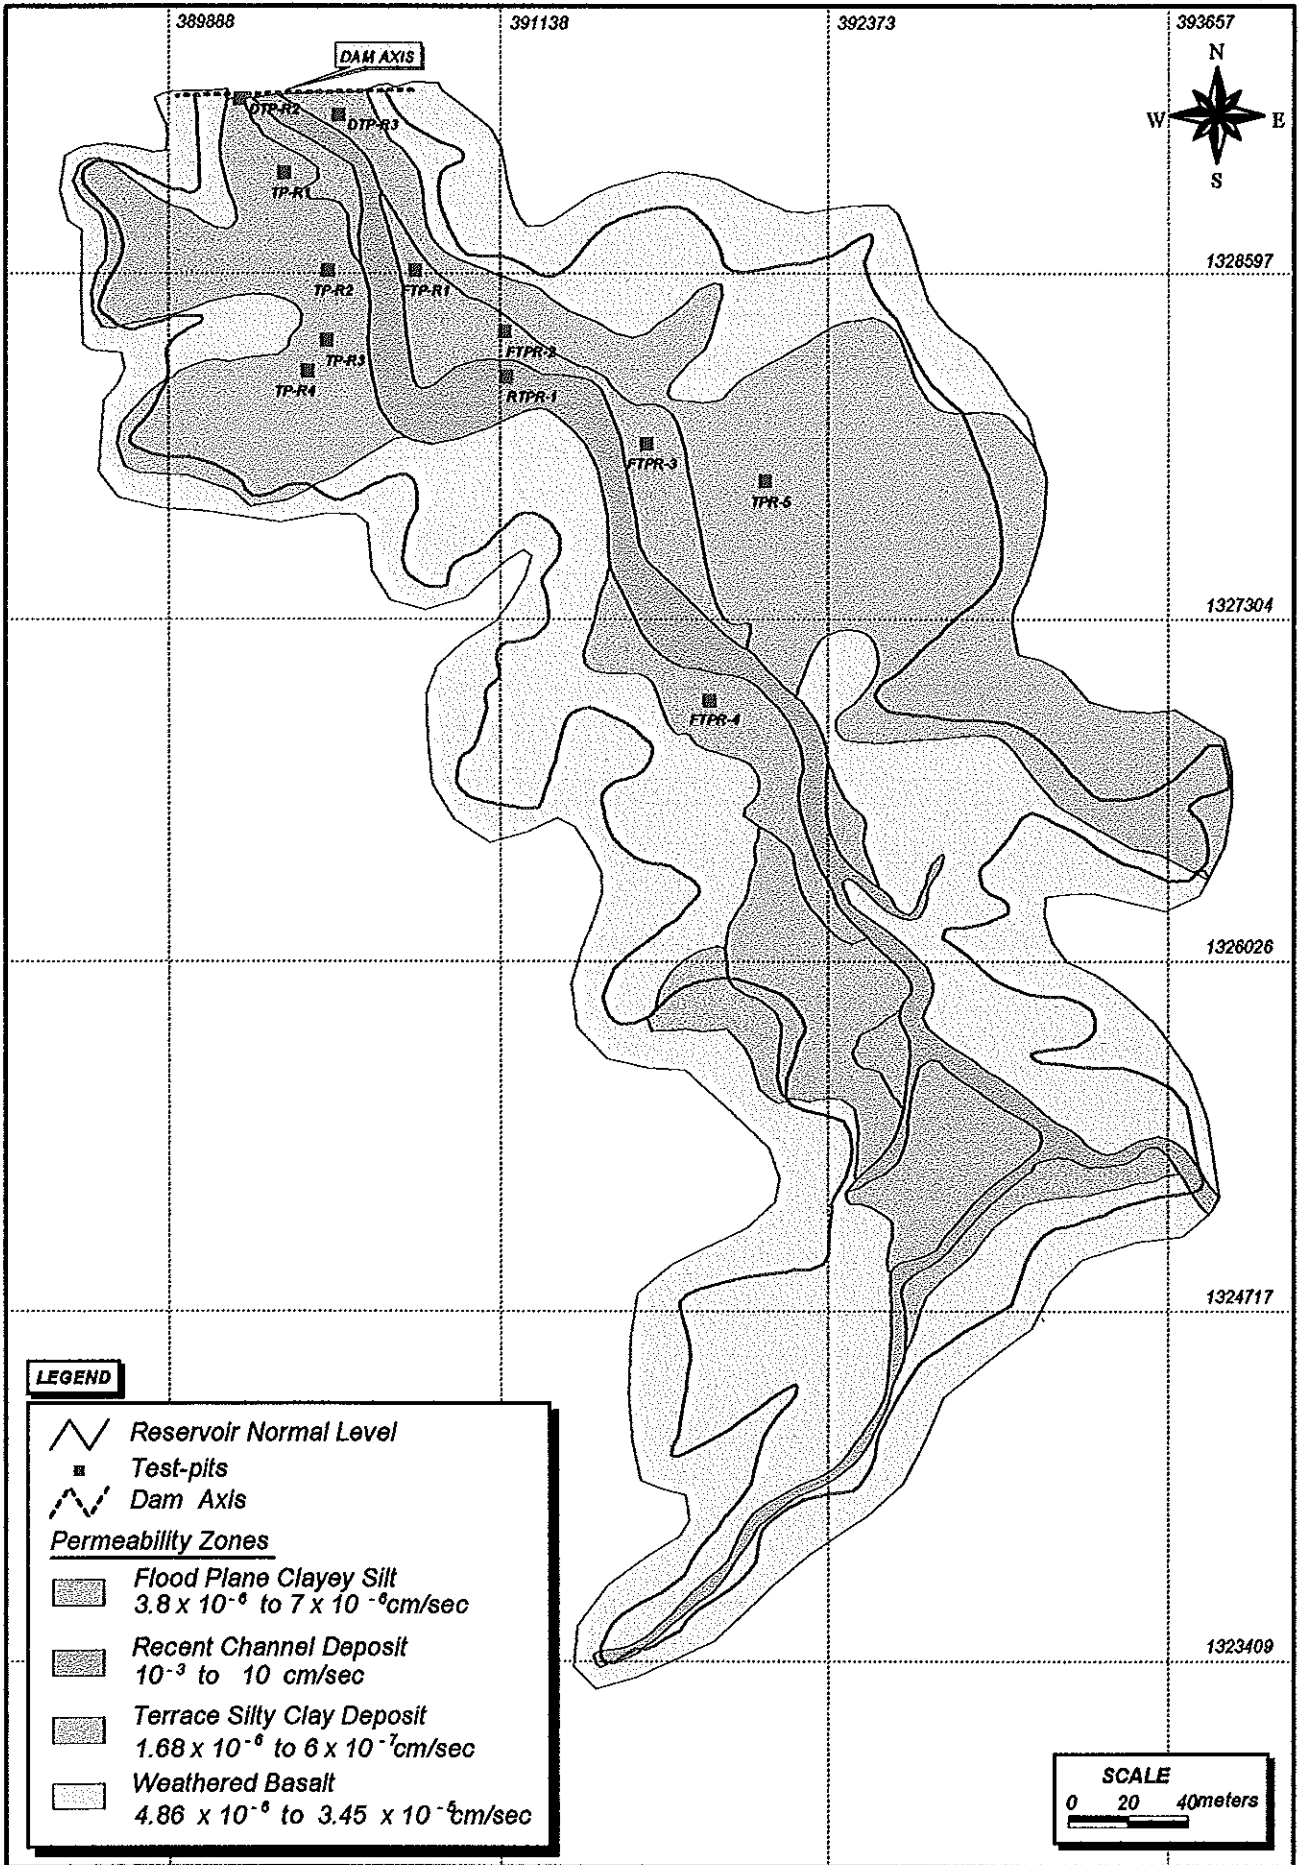 389888
391138
392373
393657
DAM AXIS
N
W E
S
DTP-R2
DTP-R3
TP-R1
1328597
TP-R2
FTP-R1
TP-R3
FTPR-2
TP-R4
RTPR-1
FTPR-3
TPR-5
1327304
FTPR-4
1326026
1324717
LEGEND
Reservoir Normal Level
Test-pits
Dam Axis
Permeability Zones
Flood Plane Clayey Silt
3.8 x 10⁻⁶ to 7 x 10⁻⁶cm/sec
Recent Channel Deposit
10⁻³ to 10 cm/sec
Terrace Silty Clay Deposit
1.68 x 10⁻⁶ to 6 x 10⁻⁷cm/sec
Weathered Basalt
4.86 x 10⁻⁶ to 3.45 x 10⁻⁵cm/sec
1323409
SCALE
0 20 40meters